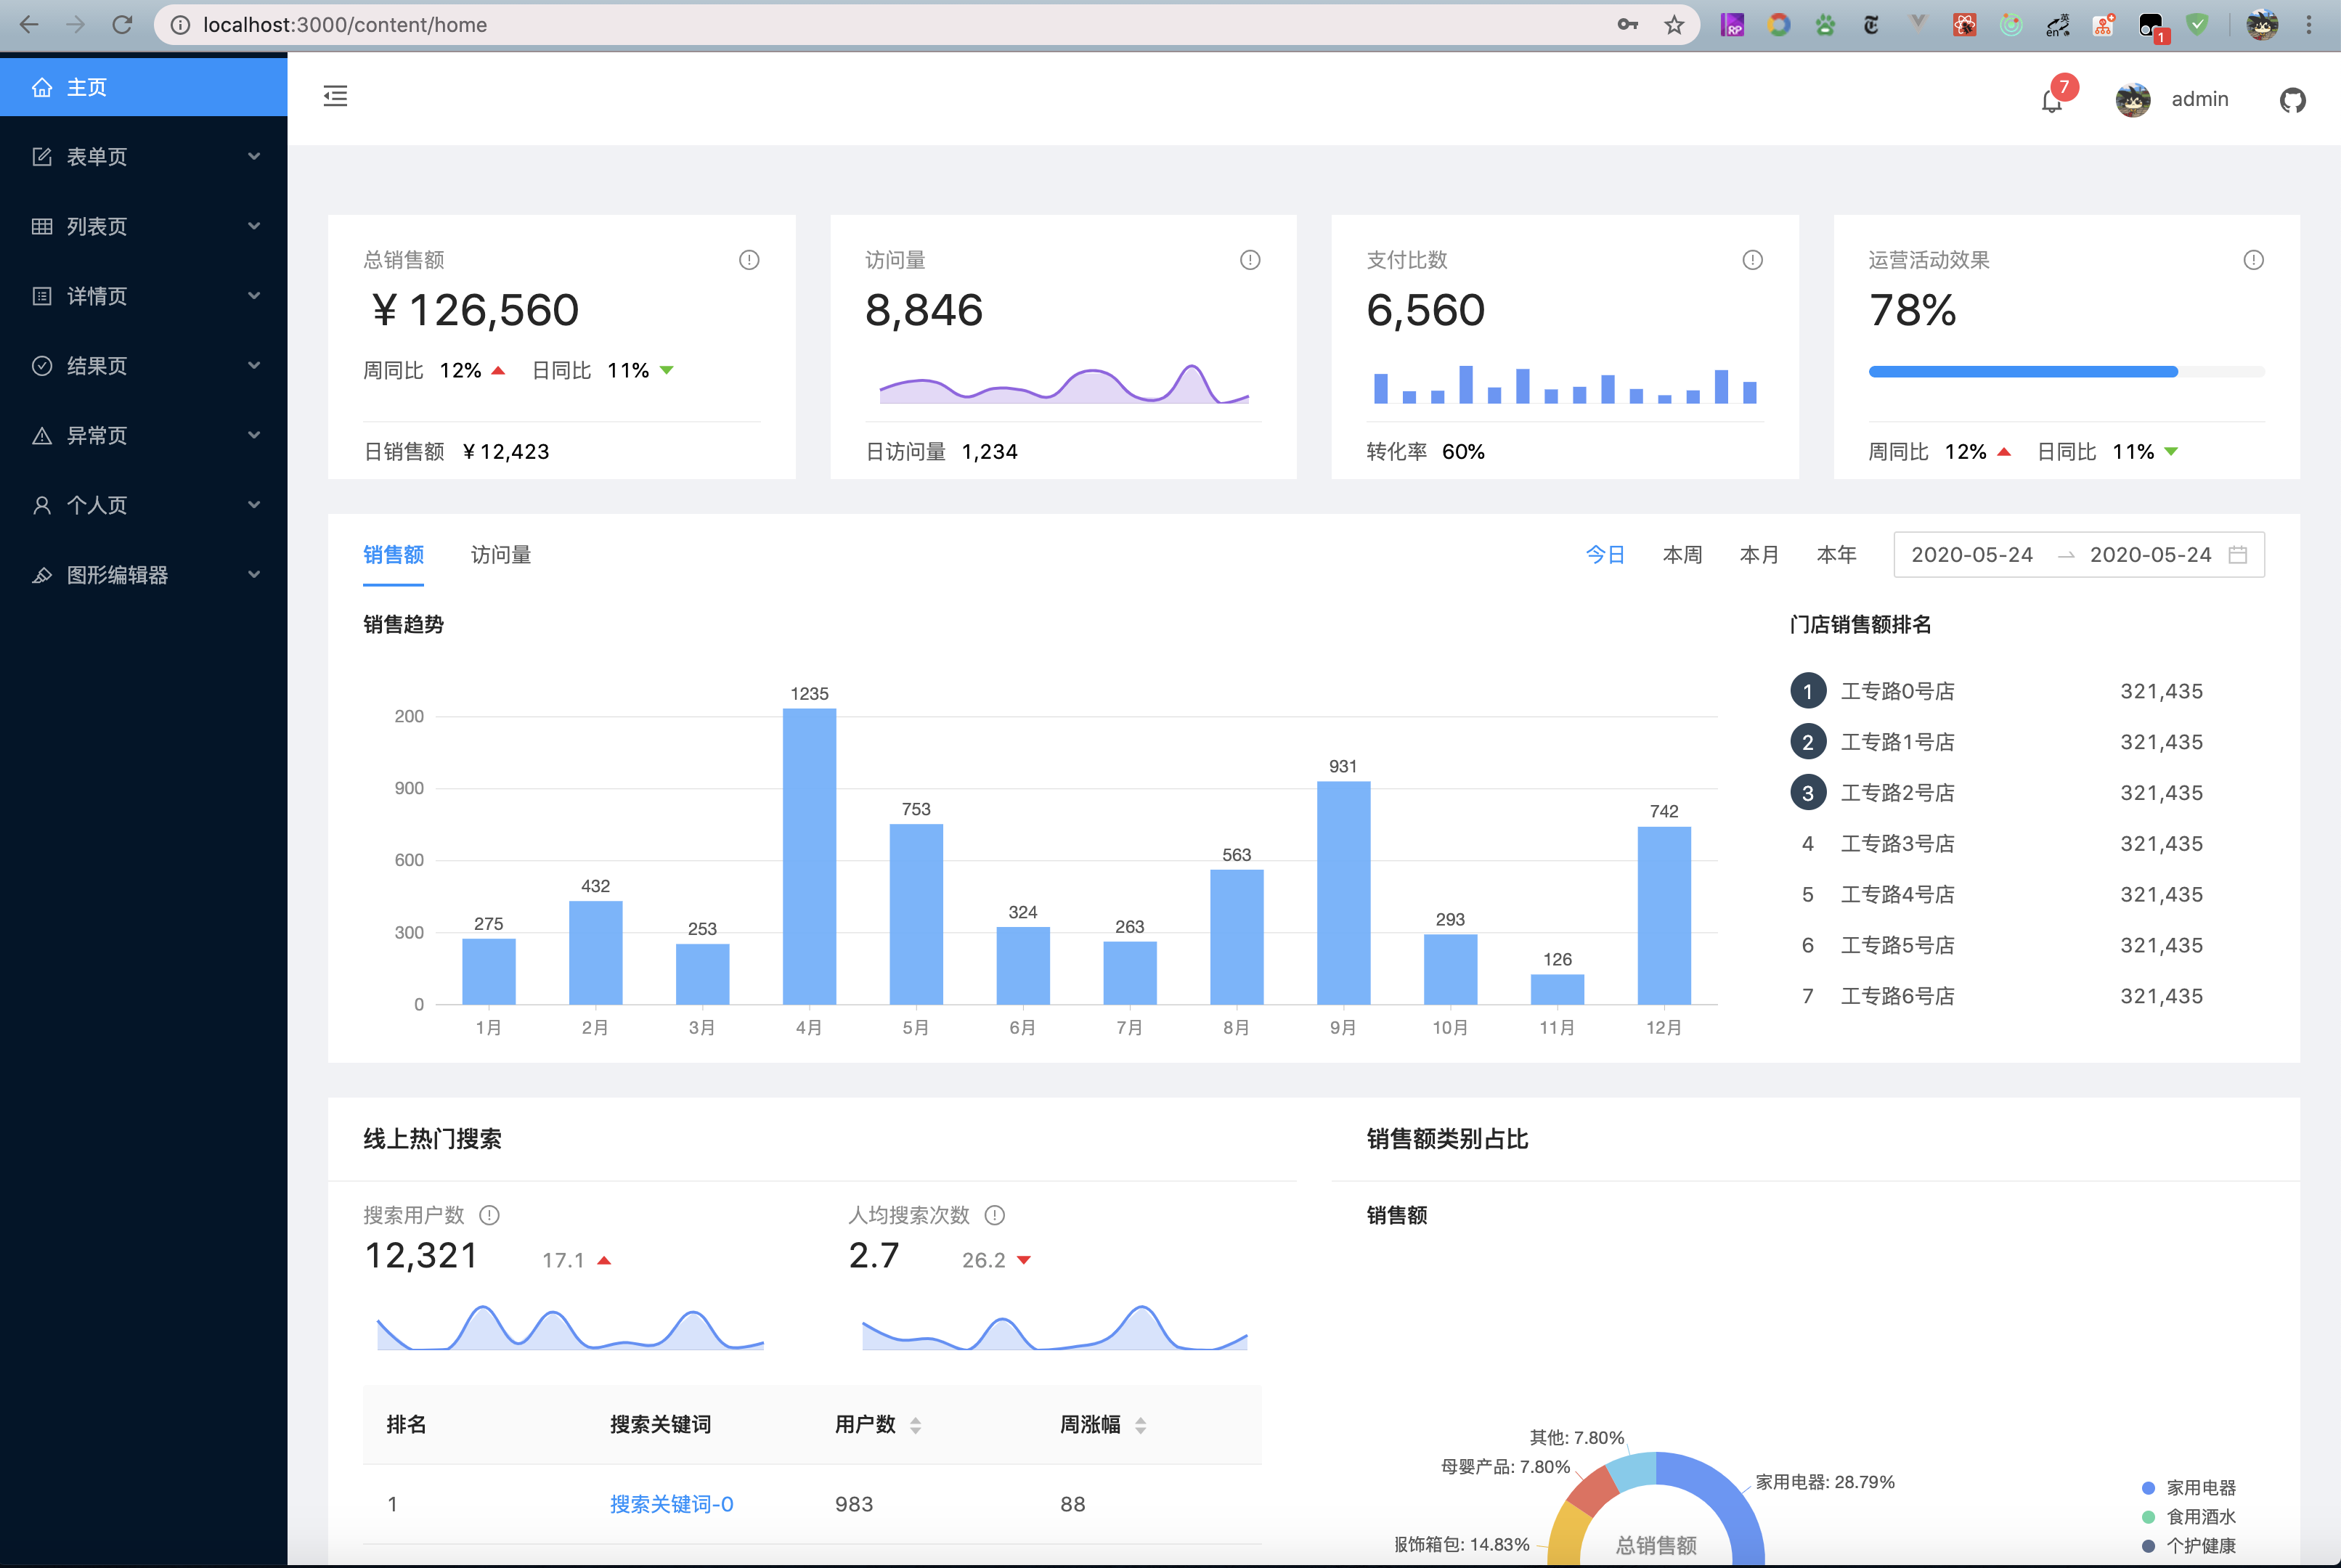 localhost:3000/content/home
RP
英
en
1
主页
表单页
列表页
详情页
结果页
异常页
个人页
图形编辑器
7
admin
总销售额
¥ 126,560
周同比 12% 日同比 11%
日销售额 ¥ 12,423
访问量
8,846
日访问量 1,234
支付比数
6,560
转化率 60%
运营活动效果
78%
周同比 12% 日同比 11%
销售额 访问量
今日 本周 本月 本年 2020-05-24 2020-05-24
销售趋势
200
900
600
300
0
275
432
253
1235
753
324
263
563
931
293
126
742
1月 2月 3月 4月 5月 6月 7月 8月 9月 10月 11月 12月
门店销售额排名
1 工专路0号店 321,435
2 工专路1号店 321,435
3 工专路2号店 321,435
4 工专路3号店 321,435
5 工专路4号店 321,435
6 工专路5号店 321,435
7 工专路6号店 321,435
线上热门搜索
搜索用户数
12,321 17.1
人均搜索次数
2.7 26.2
排名 搜索关键词 用户数 周涨幅
1 搜索关键词-0 983 88
销售额类别占比
销售额
其他: 7.80%
母婴产品: 7.80%
家用电器: 28.79%
服饰箱包: 14.83%
总销售额
家用电器
食用酒水
个护健康